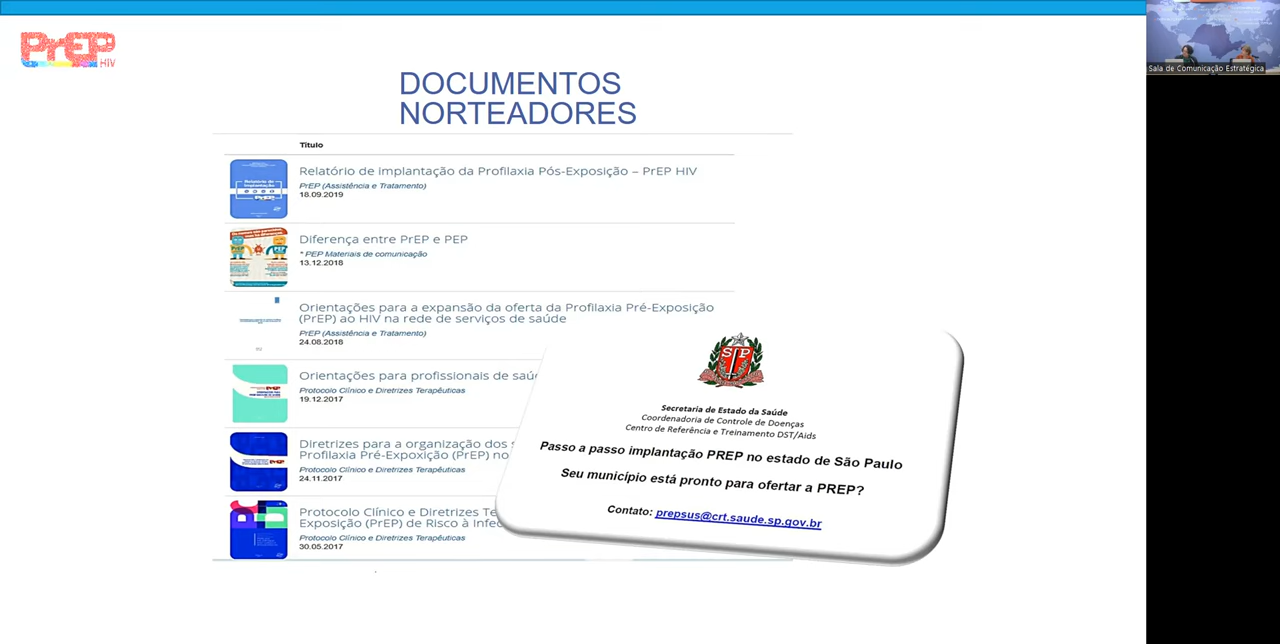 PrEP
HIV
Sala de Comunicação Estratégica
DOCUMENTOS
NORTEADORES
Título
Relatório de implantação da Profilaxia Pós-Exposição – PrEP HIV
PrEP (Assistência e Tratamento)
18.09.2019
Diferença entre PrEP e PEP
* PEP Materiais de comunicação
13.12.2018
Orientações para a expansão da oferta da Profilaxia Pré-Exposição
(PrEP) ao HIV na rede de serviços de saúde
PrEP (Assistência e Tratamento)
24.08.2018
Orientações para profissionais de saú
Protocolo Clínico e Diretrizes Terapêuticas
19.12.2017
Diretrizes para a organização dos s
Profilaxia Pré-Expoxição (PrEP) no
Protocolo Clínico e Diretrizes Terapêuticas
24.11.2017
Protocolo Clínico e Diretrizes Te
Exposição (PrEP) de Risco à Infec
Protocolo Clínico e Diretrizes Terapêuticas
30.05.2017
SP
Secretaria de Estado da Saúde
Coordenadoria de Controle de Doenças
Centro de Referência e Treinamento DST/Aids
Passo a passo implantação PREP no estado de São Paulo
Seu município está pronto para ofertar a PREP?
Contato: prepsus@crt.saude.sp.gov.br